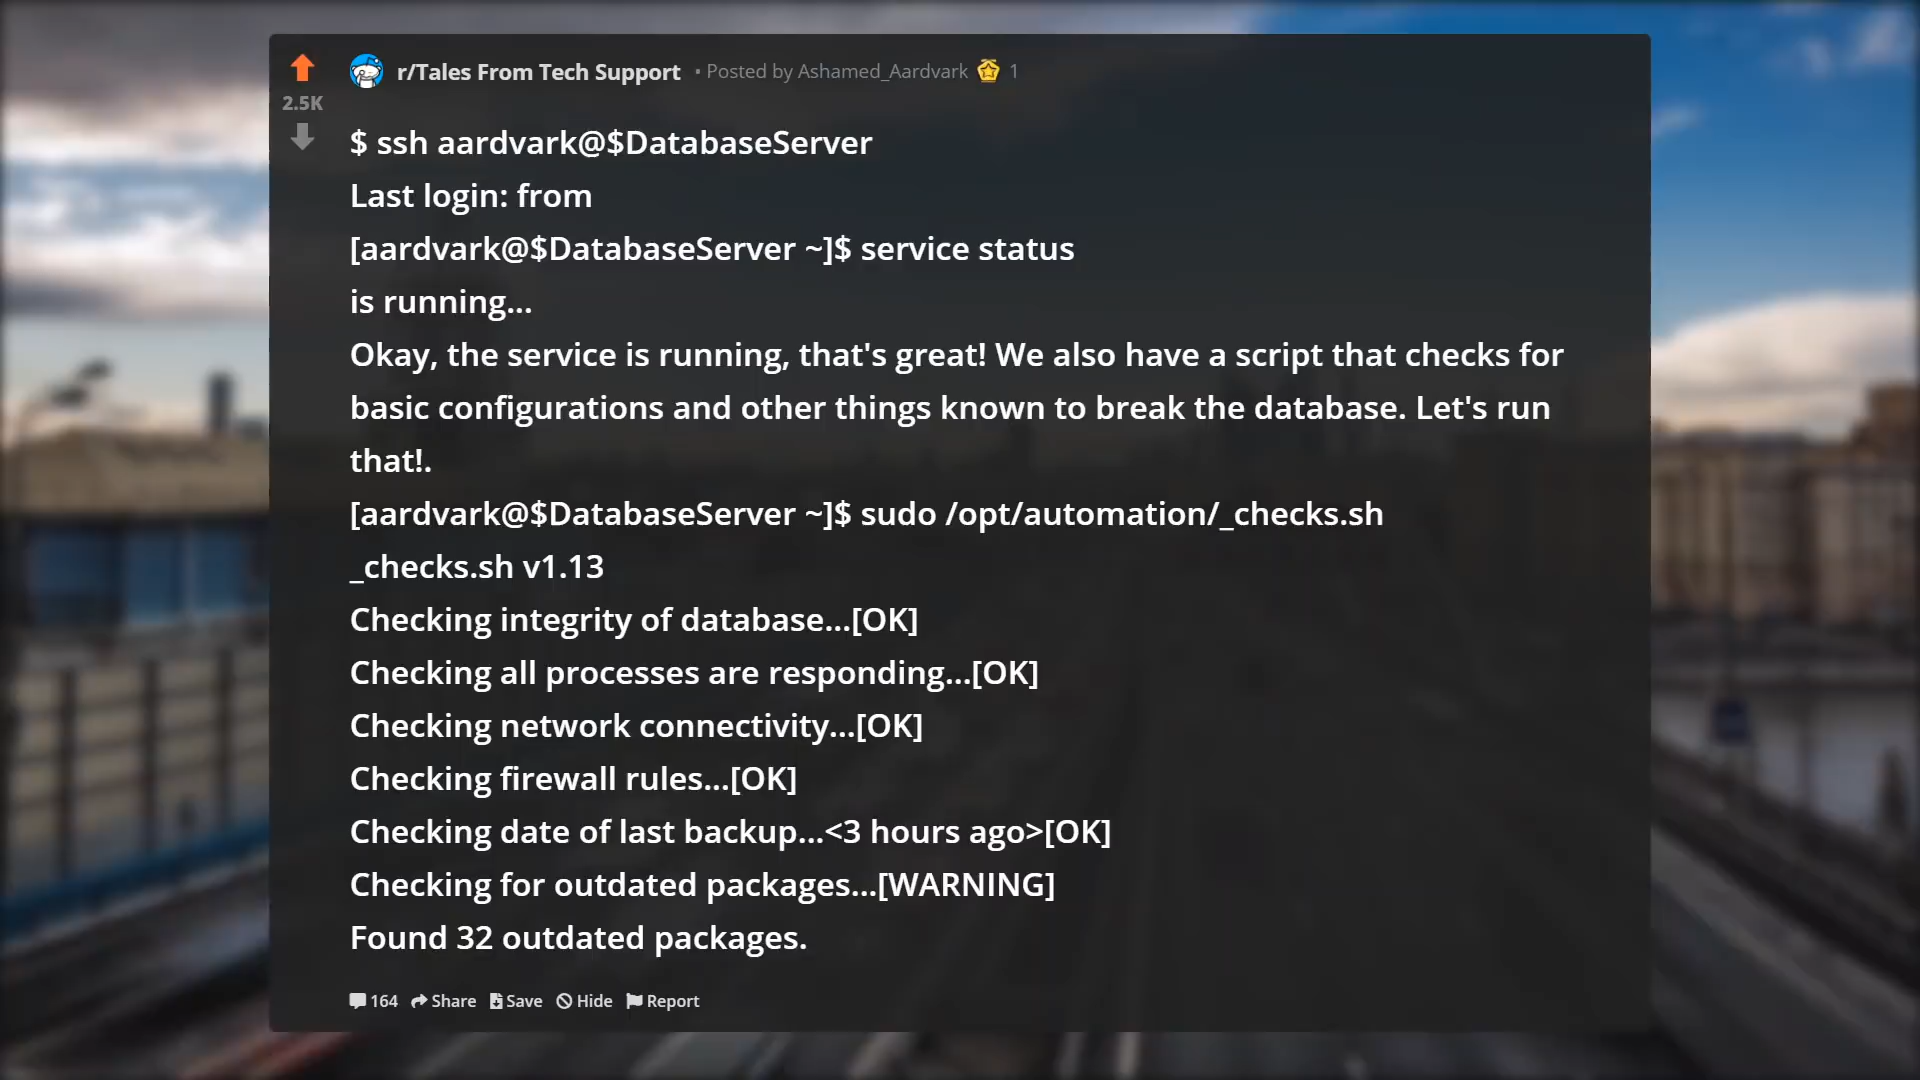 r/Tales From Tech Support • Posted by Ashamed_Aardvark 1
2.5K
$ ssh aardvark@$DatabaseServer
Last login: from
[aardvark@$DatabaseServer ~]$ service status
is running...
Okay, the service is running, that's great! We also have a script that checks for
basic configurations and other things known to break the database. Let's run
that!.
[aardvark@$DatabaseServer ~]$ sudo /opt/automation/_checks.sh
_checks.sh v1.13
Checking integrity of database...[OK]
Checking all processes are responding...[OK]
Checking network connectivity...[OK]
Checking firewall rules...[OK]
Checking date of last backup...<3 hours ago>[OK]
Checking for outdated packages...[WARNING]
Found 32 outdated packages.
164 Share Save Hide Report